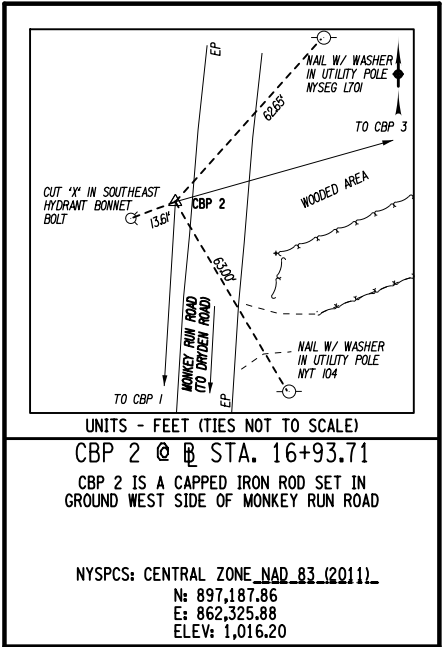 EP
NAIL W/ WASHER
IN UTILITY POLE
NYSEG L701
62.65'
TO CBP 3
WOODED AREA
CUT "X" IN SOUTHEAST
HYDRANT BONNET
BOLT
CBP 2
13.61'
63.00'
MONKEY RUN ROAD
(TO DRYDEN ROAD)
NAIL W/ WASHER
IN UTILITY POLE
NYT 104
TO CBP 1
EP
UNITS - FEET (TIES NOT TO SCALE)
CBP 2 @ BL STA. 16+93.71
CBP 2 IS A CAPPED IRON ROD SET IN
GROUND WEST SIDE OF MONKEY RUN ROAD
NYSPCS: CENTRAL ZONE NAD 83 (2011)
N: 897,187.86
E: 862,325.88
ELEV: 1,016.20